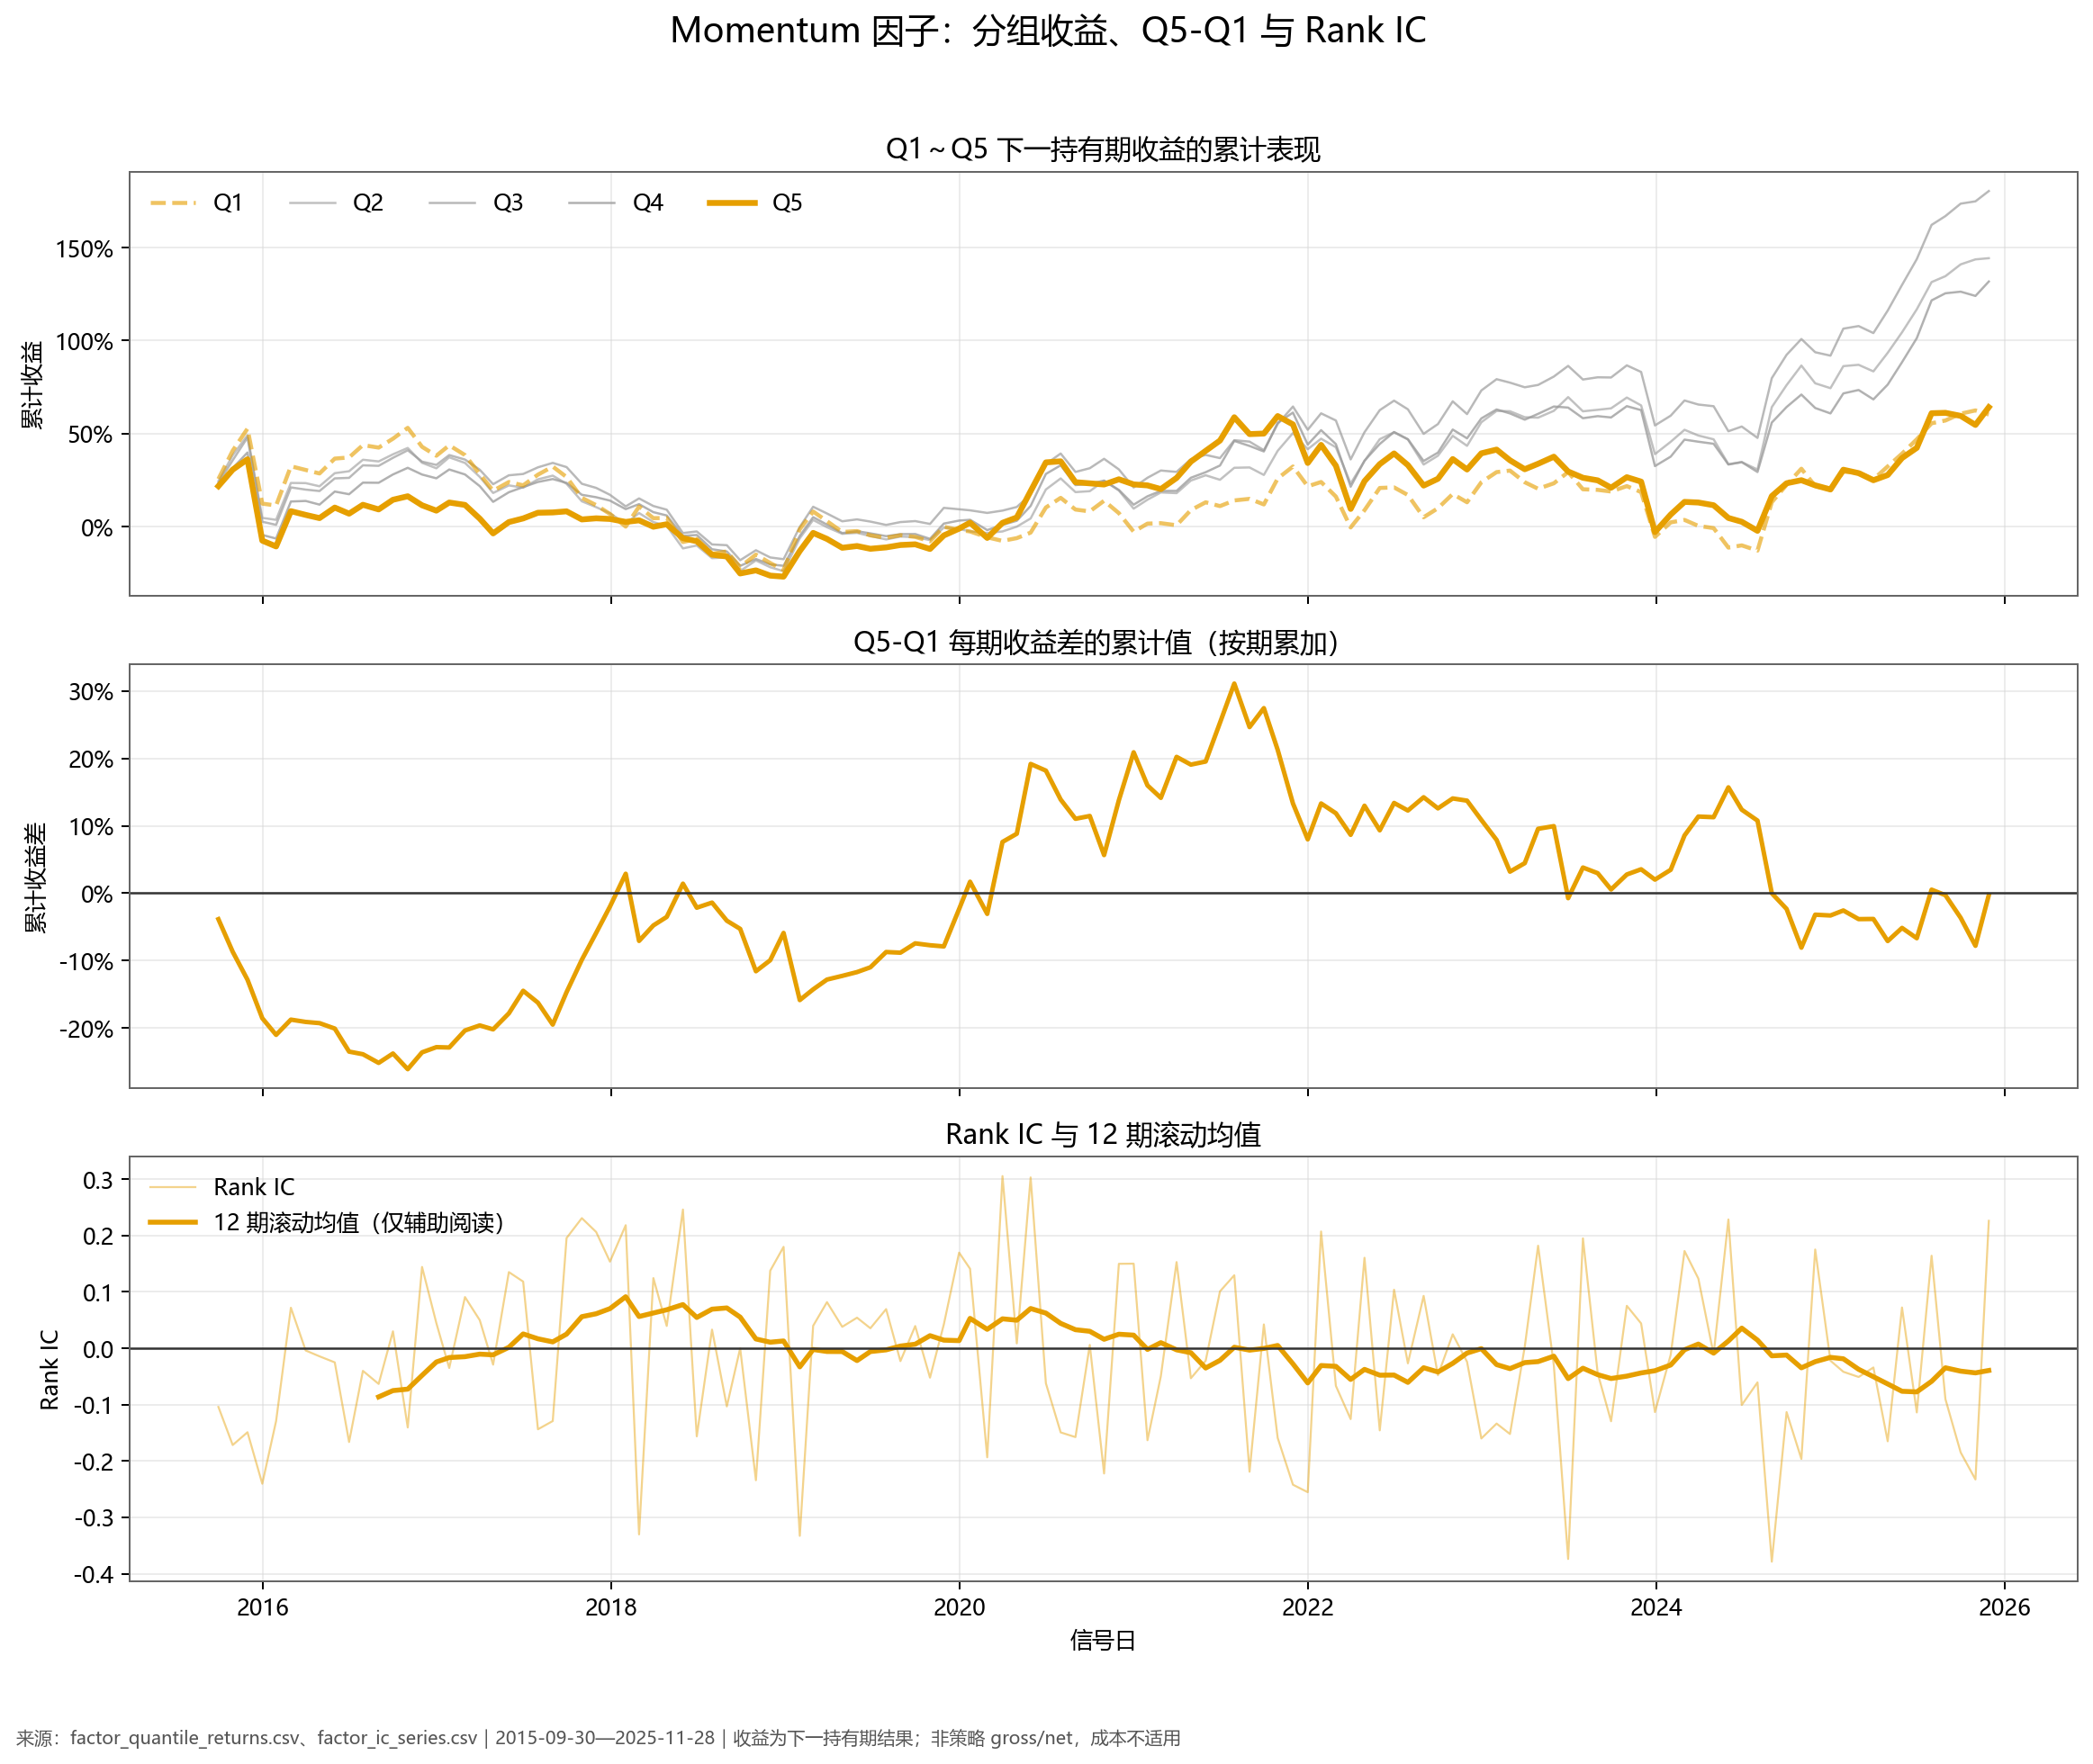 Momentum 因子：分组收益、Q5-Q1 与 Rank IC
Q1～Q5 下一持有期收益的累计表现
Q1 Q2 Q3 Q4 Q5
累计收益
150%
100%
50%
0%
Q5-Q1 每期收益差的累计值（按期累加）
累计收益差
30%
20%
10%
0%
-10%
-20%
Rank IC 与 12 期滚动均值
Rank IC
12 期滚动均值（仅辅助阅读）
Rank IC
0.3
0.2
0.1
0.0
-0.1
-0.2
-0.3
-0.4
2016 2018 2020 2022 2024 2026
信号日
来源：factor_quantile_returns.csv、factor_ic_series.csv | 2015-09-30—2025-11-28 | 收益为下一持有期结果；非策略 gross/net，成本不适用